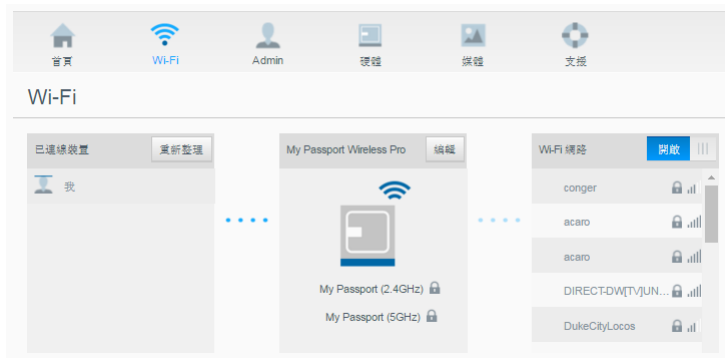 首頁
Wi-Fi
Admin
硬體
媒體
支援
Wi-Fi
已連線裝置
重新整理
我
My Passport Wireless Pro
編輯
My Passport (2.4GHz)
My Passport (5GHz)
Wi-Fi 網路
開啟
conger
acaro
acaro
DIRECT-DW[TV]UN...
DukeCityLocos